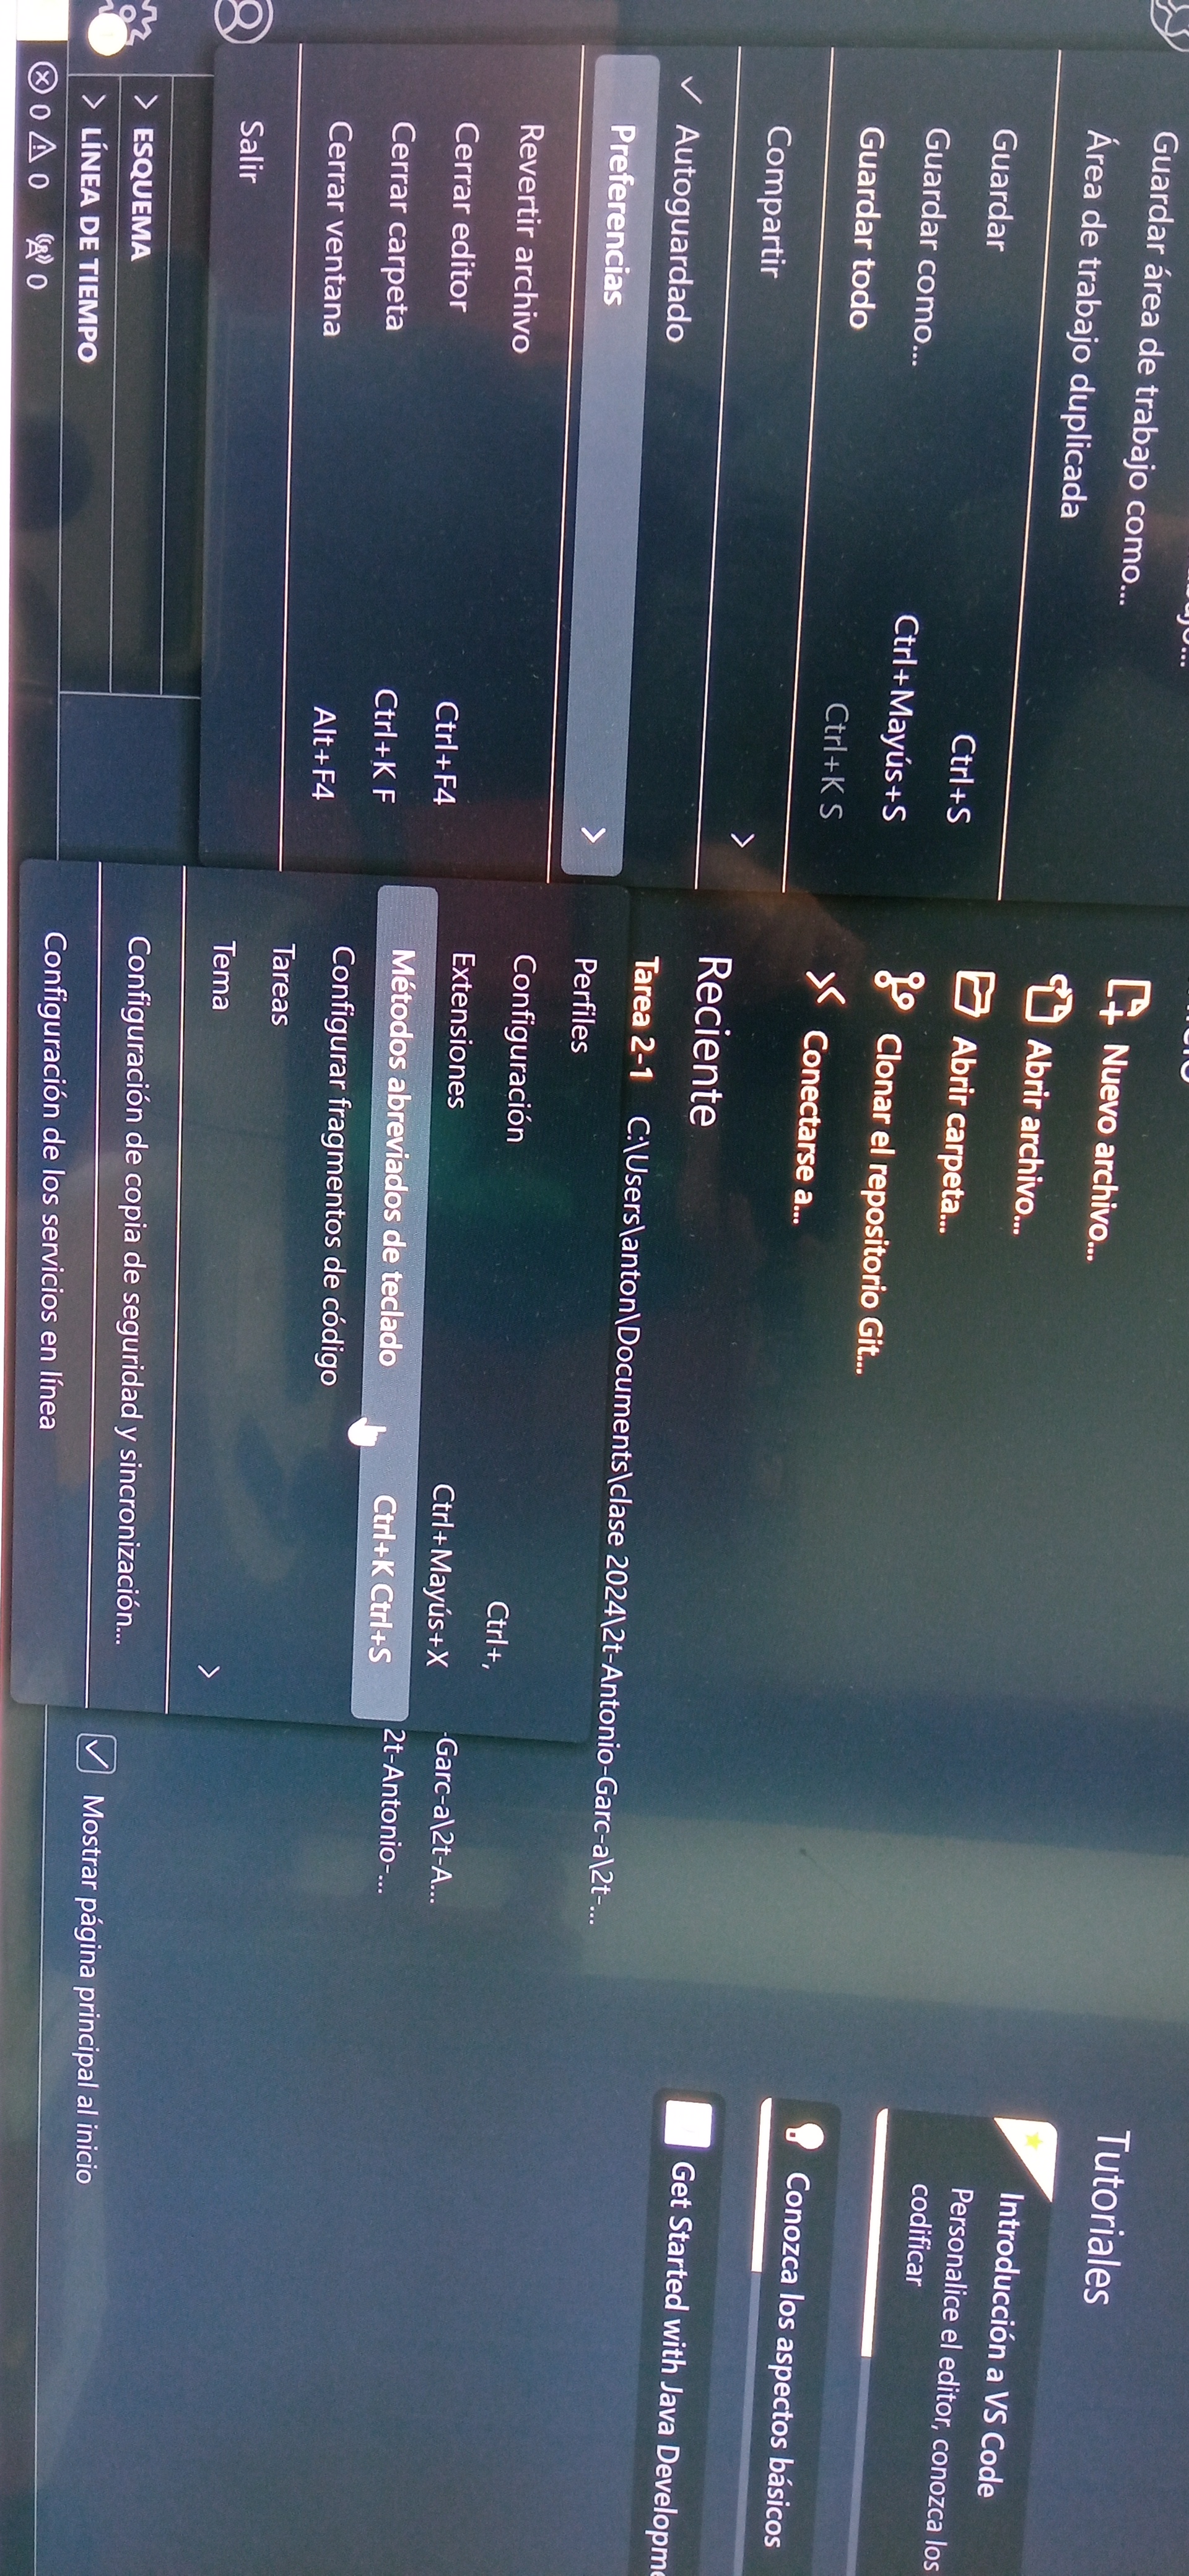 Guardar área de trabajo como...
Área de trabajo duplicada
Guardar Ctrl+S
Guardar como... Ctrl+Mayús+S
Guardar todo Ctrl+K S
Compartir
Autoguardado
Preferencias
Revertir archivo
Cerrar editor Ctrl+F4
Cerrar carpeta Ctrl+K F
Cerrar ventana Alt+F4
Salir
ESQUEMA
LÍNEA DE TIEMPO
0 0 0
Nuevo archivo...
Abrir archivo...
Abrir carpeta...
Clonar el repositorio Git...
Conectarse a...
Reciente
Tarea 2-1 C:\Users\anton\Documents\clase 2024\2t-Antonio-Garc-a\2t-...
-Garc-a\2t-A...
2t-Antonio-...
Perfiles
Configuración Ctrl+,
Extensiones Ctrl+Mayús+X
Métodos abreviados de teclado Ctrl+K Ctrl+S
Configurar fragmentos de código
Tareas
Tema
Configuración de copia de seguridad y sincronización...
Configuración de los servicios en línea
Tutoriales
Introducción a VS Code
Personalice el editor, conozca los
codificar
Conozca los aspectos básicos
Get Started with Java Developme
Mostrar página principal al inicio